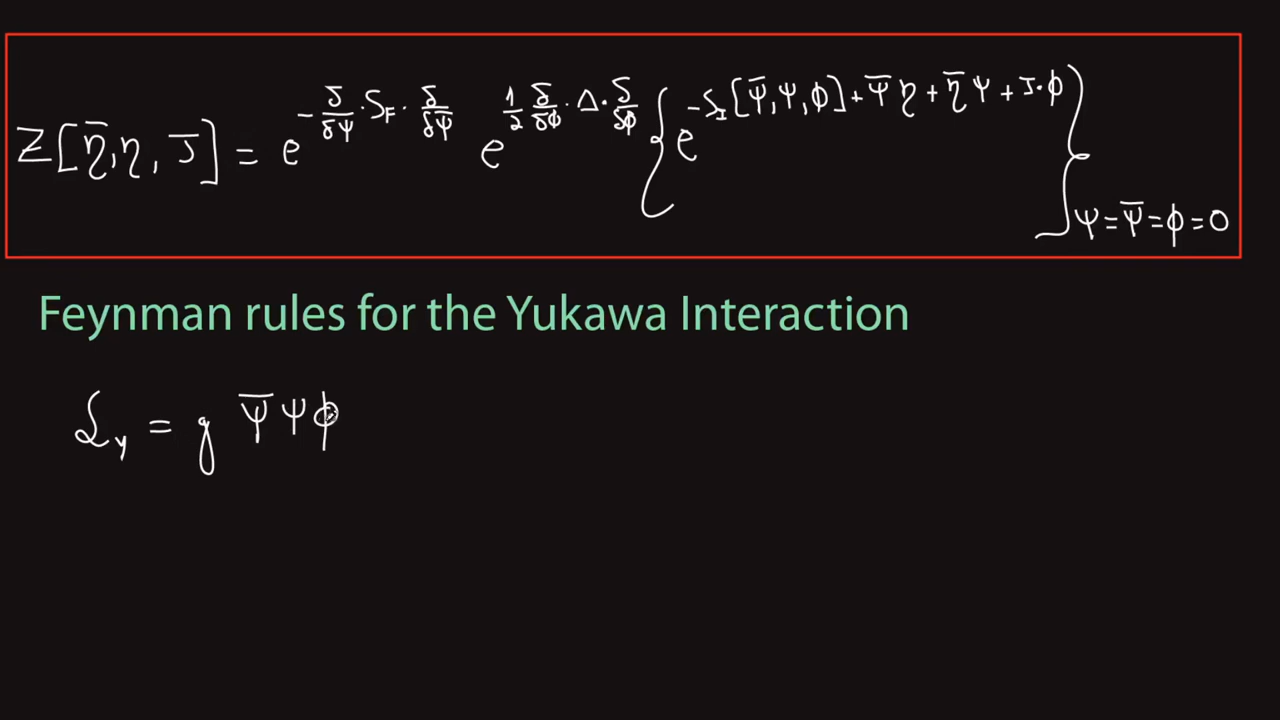 Z[η̄, η, J] = e^{-δ/δψ · S_F · δ/δψ̄} e^{1/2 δ/δϕ · Δ · δ/δϕ} { e^{-S_I[ψ̄, ψ, ϕ] + ψ̄η + η̄ψ + J·ϕ} }_{ψ=ψ̄=ϕ=0}
Feynman rules for the Yukawa Interaction
ℒ_Y = g ψ̄ψϕ